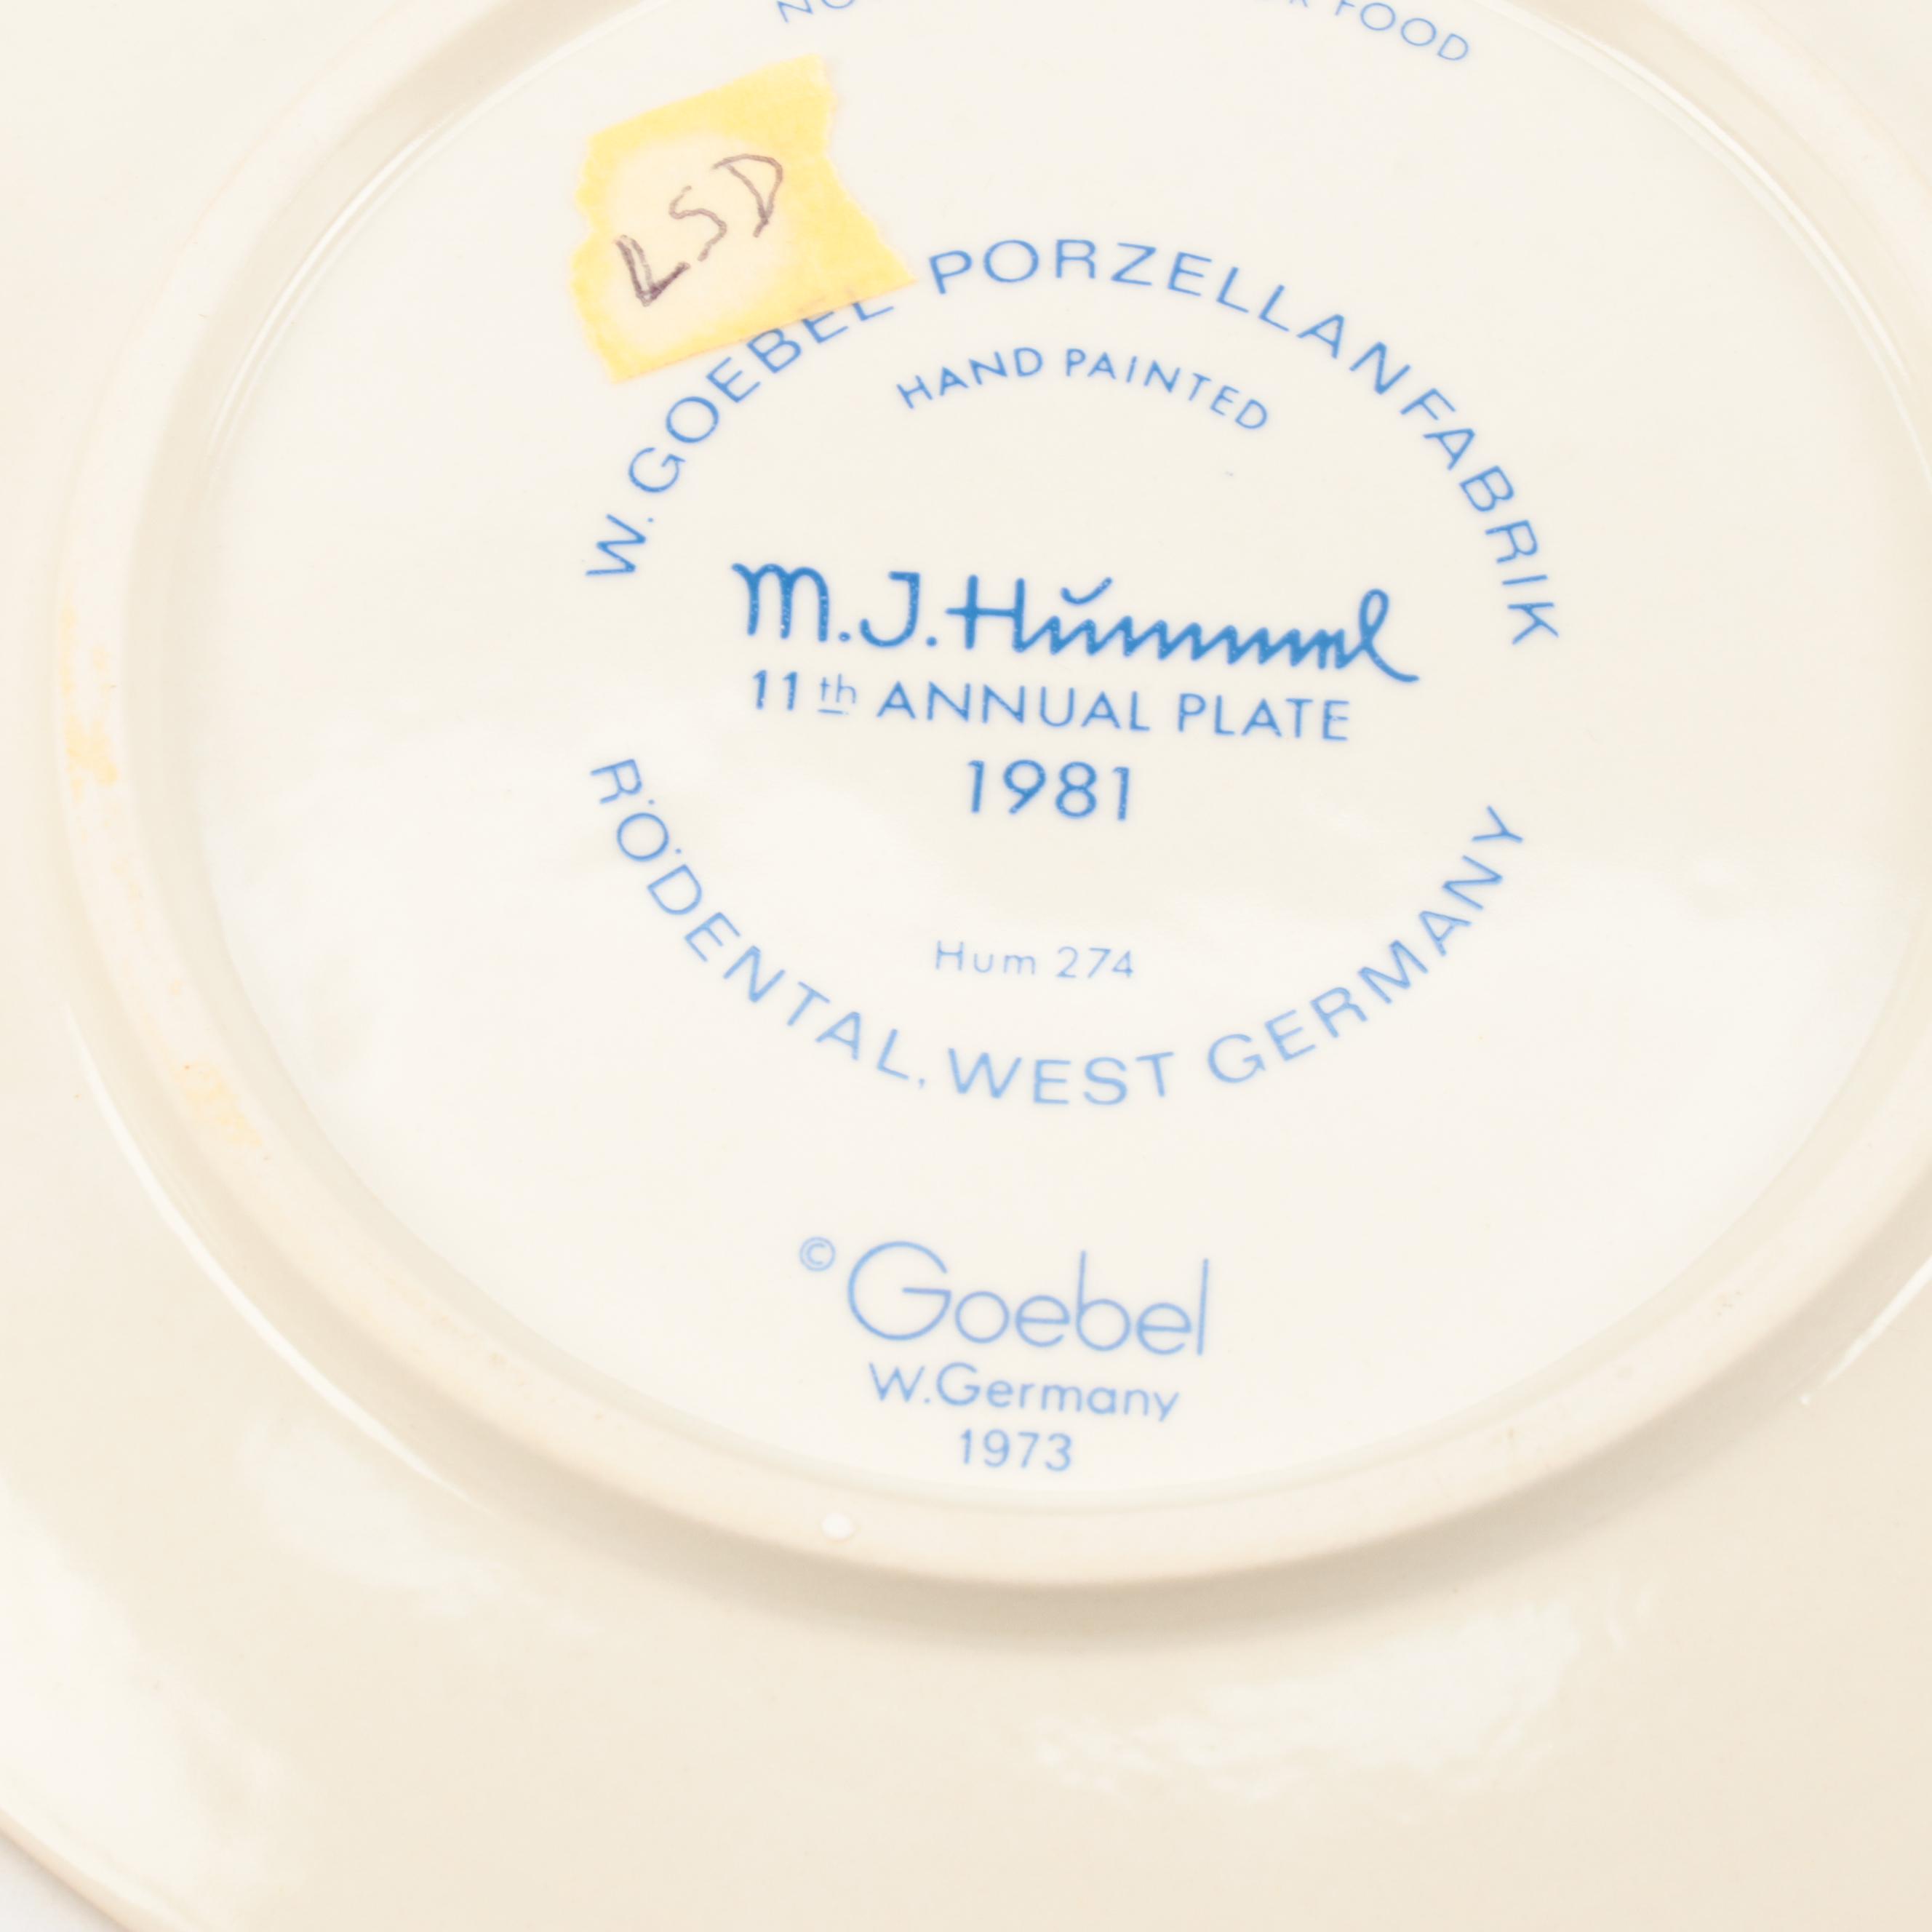 FOOD
LSD
W. GOEBEL PORZELLANFABRIK
HAND PAINTED
M.J. Hummel
11th ANNUAL PLATE
1981
Hum 274
RÖDENTAL, WEST GERMANY
© Goebel
W. Germany
1973